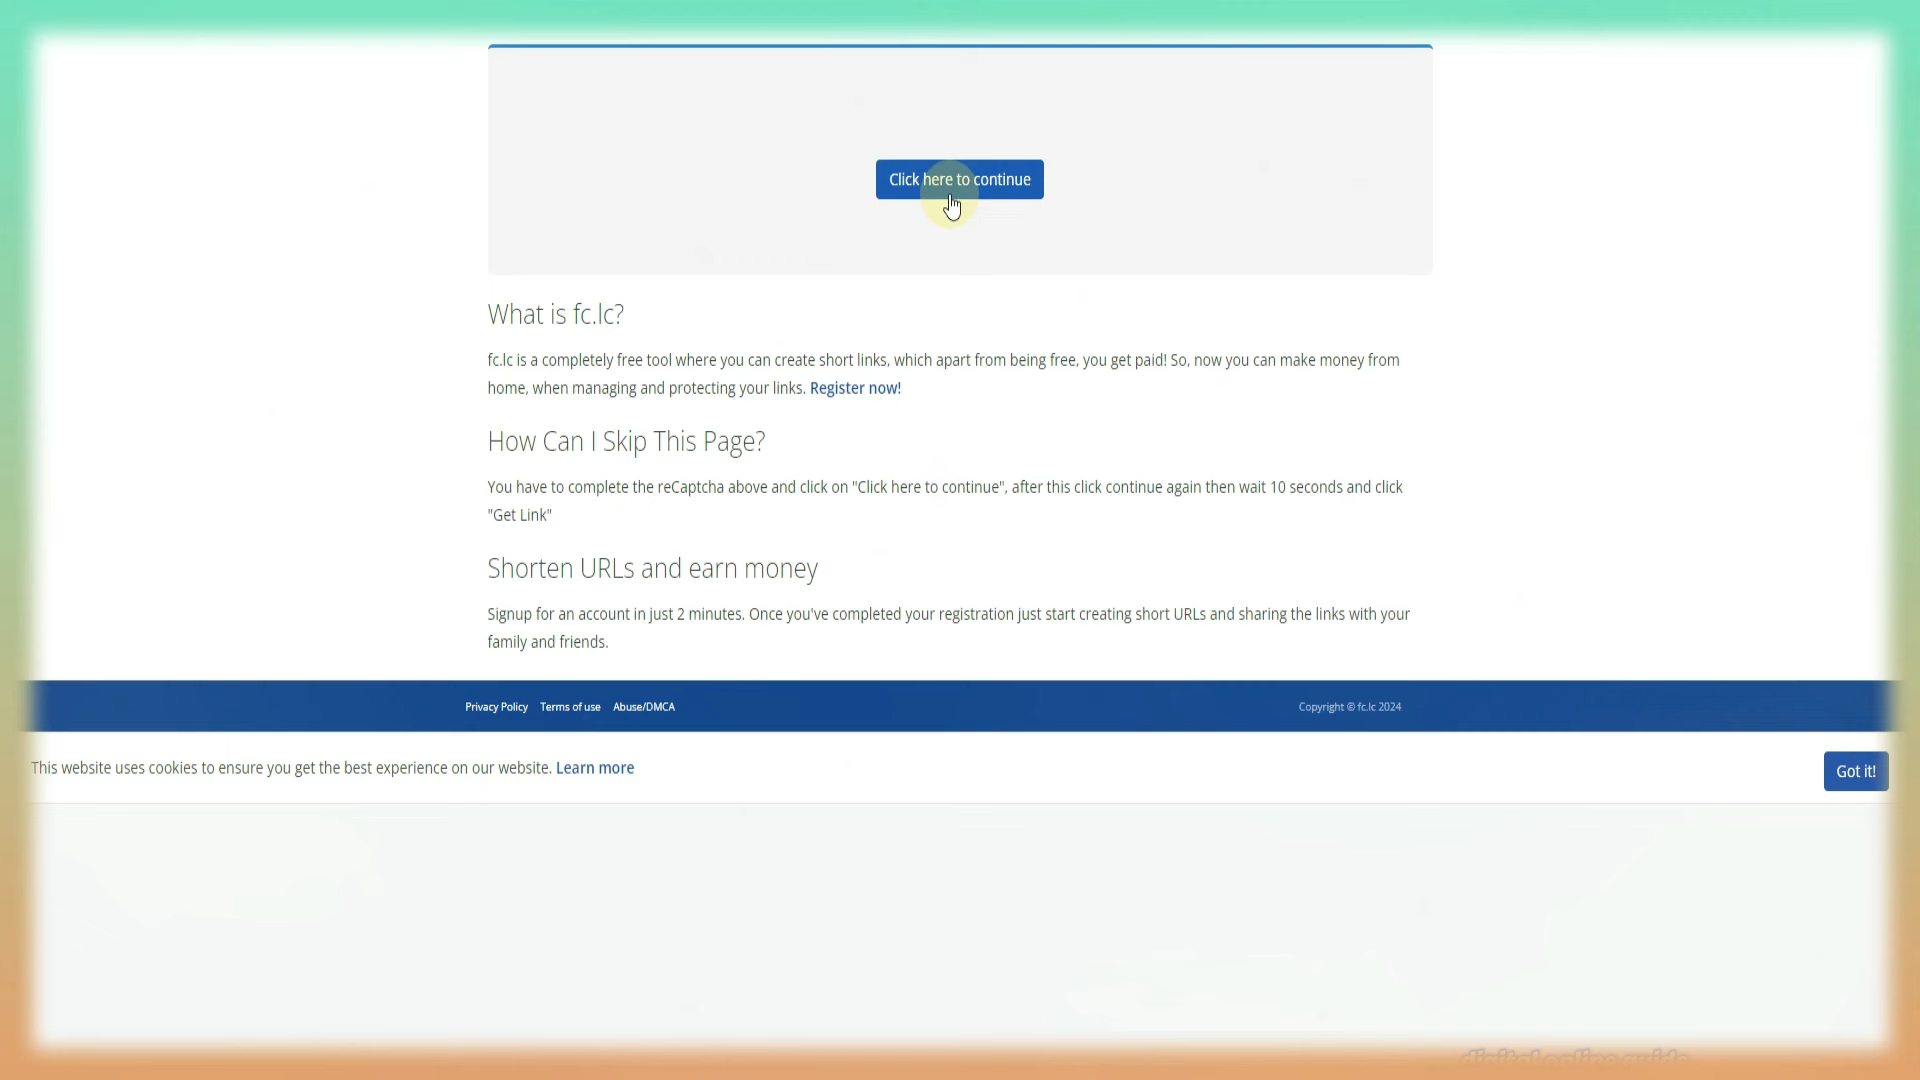 Click here to continue
What is fc.lc?
fc.lc is a completely free tool where you can create short links, which apart from being free, you get paid! So, now you can make money from
home, when managing and protecting your links. Register now!
How Can I Skip This Page?
You have to complete the reCaptcha above and click on "Click here to continue", after this click continue again then wait 10 seconds and click
"Get Link"
Shorten URLs and earn money
Signup for an account in just 2 minutes. Once you've completed your registration just start creating short URLs and sharing the links with your
family and friends.
Privacy Policy Terms of use Abuse/DMCA Copyright © fc.lc 2024
This website uses cookies to ensure you get the best experience on our website. Learn more
Got it!
digital online guide